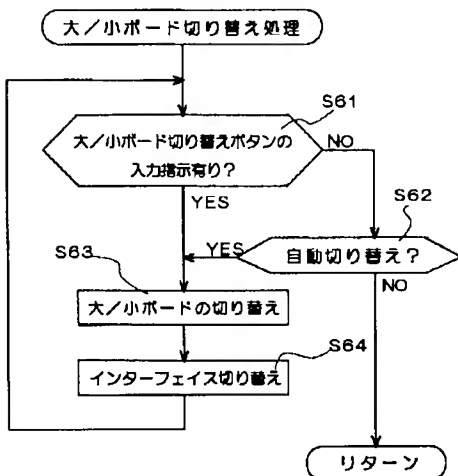 大／小ボード切り替え処理
S61
大／小ボード切り替えボタンの
入力指示有り？
NO
YES
S62
自動切り替え？
YES
NO
S63
大／小ボードの切り替え
S64
インターフェイス切り替え
リターン